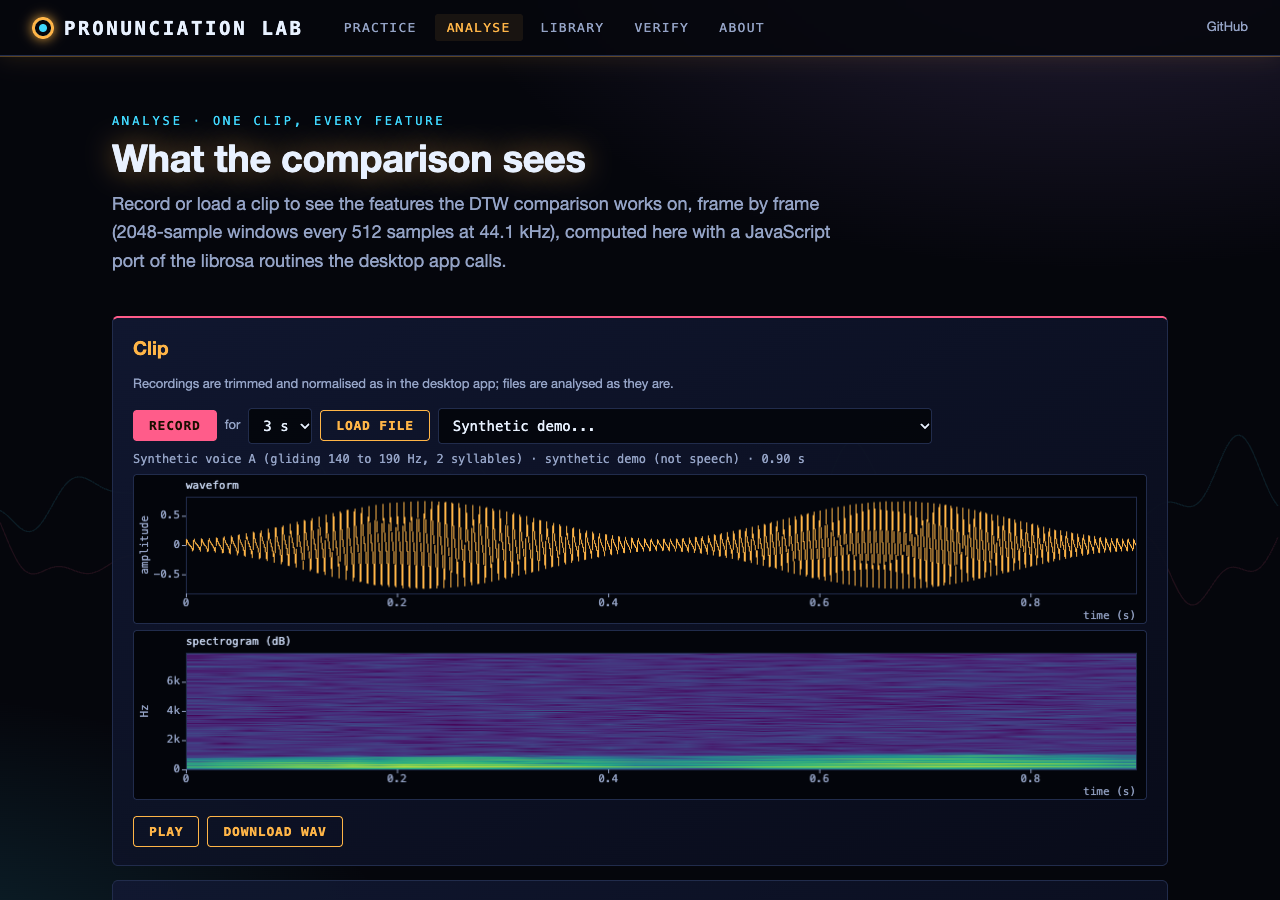 PRONUNCIATION LAB PRACTICE ANALYSE LIBRARY VERIFY ABOUT GitHub
ANALYSE · ONE CLIP, EVERY FEATURE
What the comparison sees
Record or load a clip to see the features the DTW comparison works on, frame by frame
(2048-sample windows every 512 samples at 44.1 kHz), computed here with a JavaScript
port of the librosa routines the desktop app calls.
Clip
Recordings are trimmed and normalised as in the desktop app; files are analysed as they are.
RECORD for 3 s LOAD FILE Synthetic demo...
Synthetic voice A (gliding 140 to 190 Hz, 2 syllables) · synthetic demo (not speech) · 0.90 s
waveform
amplitude
0.5
0
−0.5
0 0.2 0.4 0.6 0.8
time (s)
spectrogram (dB)
Hz
6k
4k
2k
0
0 0.2 0.4 0.6 0.8
time (s)
PLAY DOWNLOAD WAV